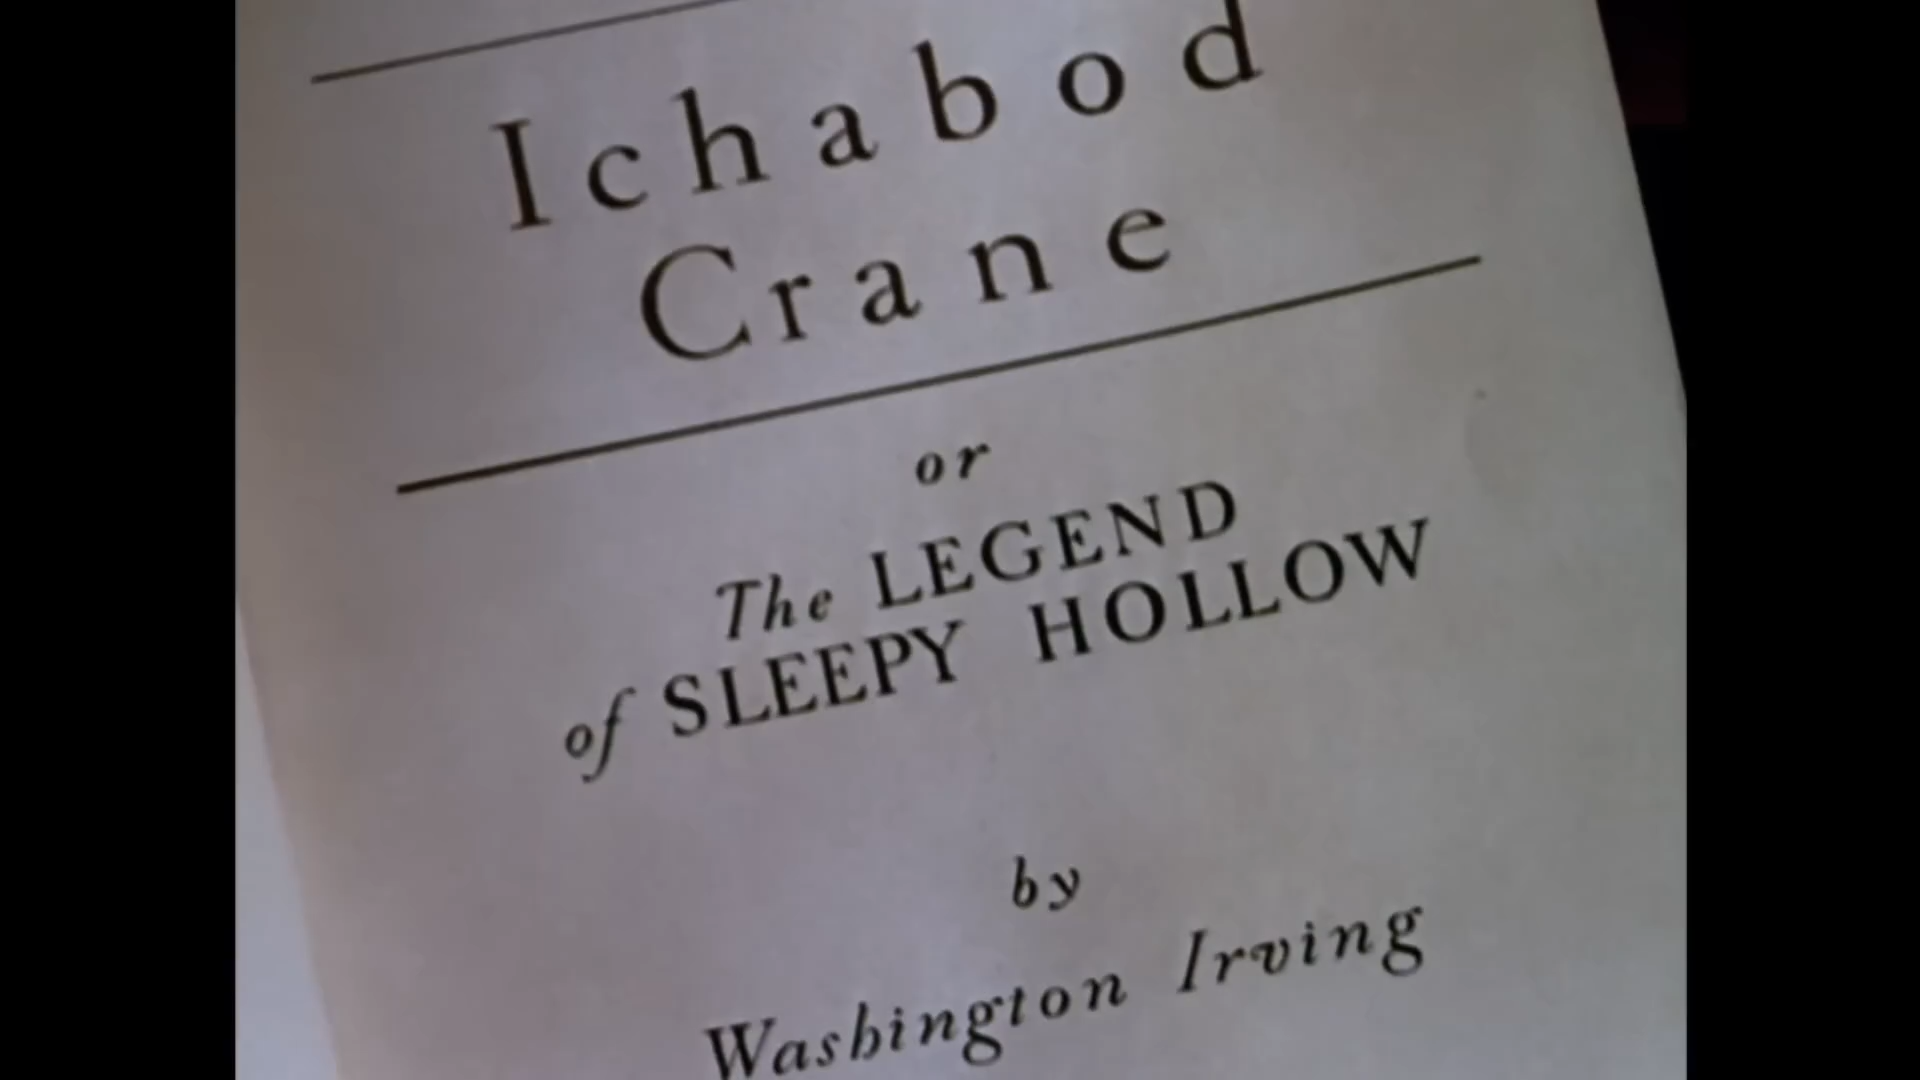 Ichabod
Crane
or
The LEGEND
of SLEEPY HOLLOW
by
Washington Irving